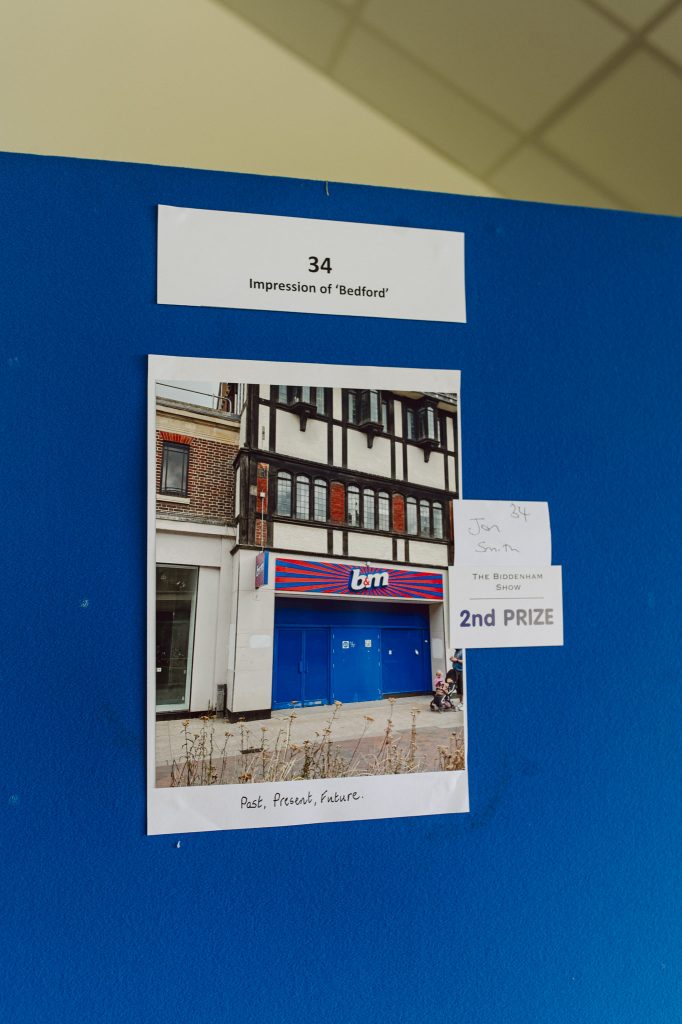 34
Impression of 'Bedford'
b&m
34
Jon
Smith
THE BIDDENHAM
SHOW
2nd PRIZE
Past, Present, Future.